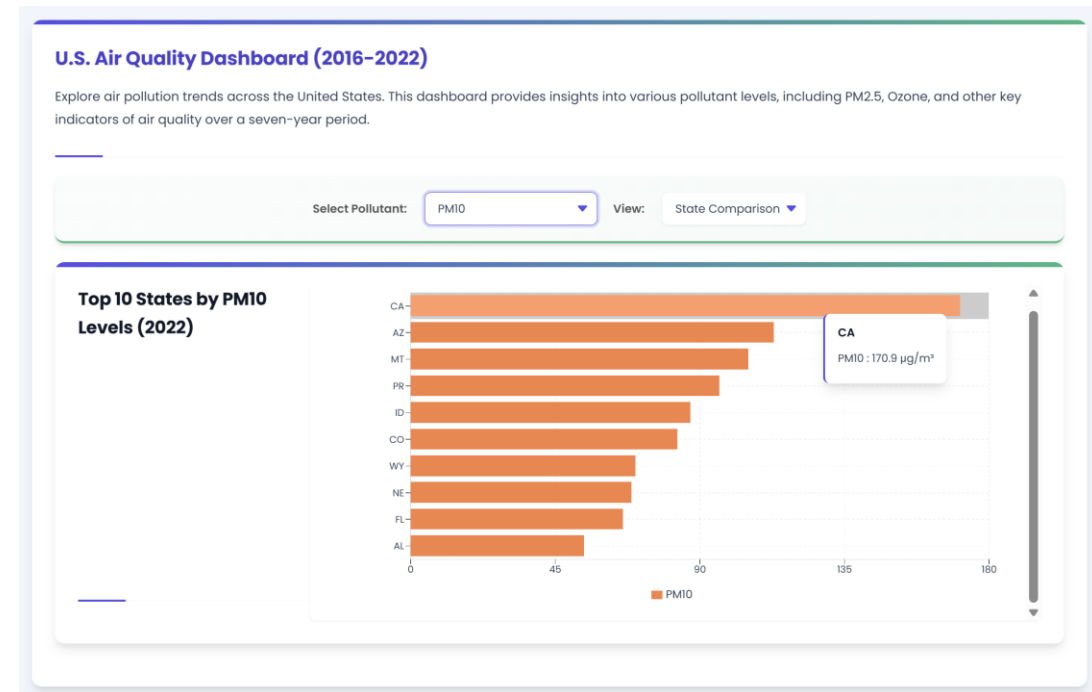 U.S. Air Quality Dashboard (2016-2022)
Explore air pollution trends across the United States. This dashboard provides insights into various pollutant levels, including PM2.5, Ozone, and other key
indicators of air quality over a seven-year period.
Select Pollutant: PM10 View: State Comparison
Top 10 States by PM10
Levels (2022)
CA
AZ
MT
PR
ID
CO
WY
NE
FL
AL
CA
PM10 : 170.9 µg/m³
0 45 90 135 180
PM10